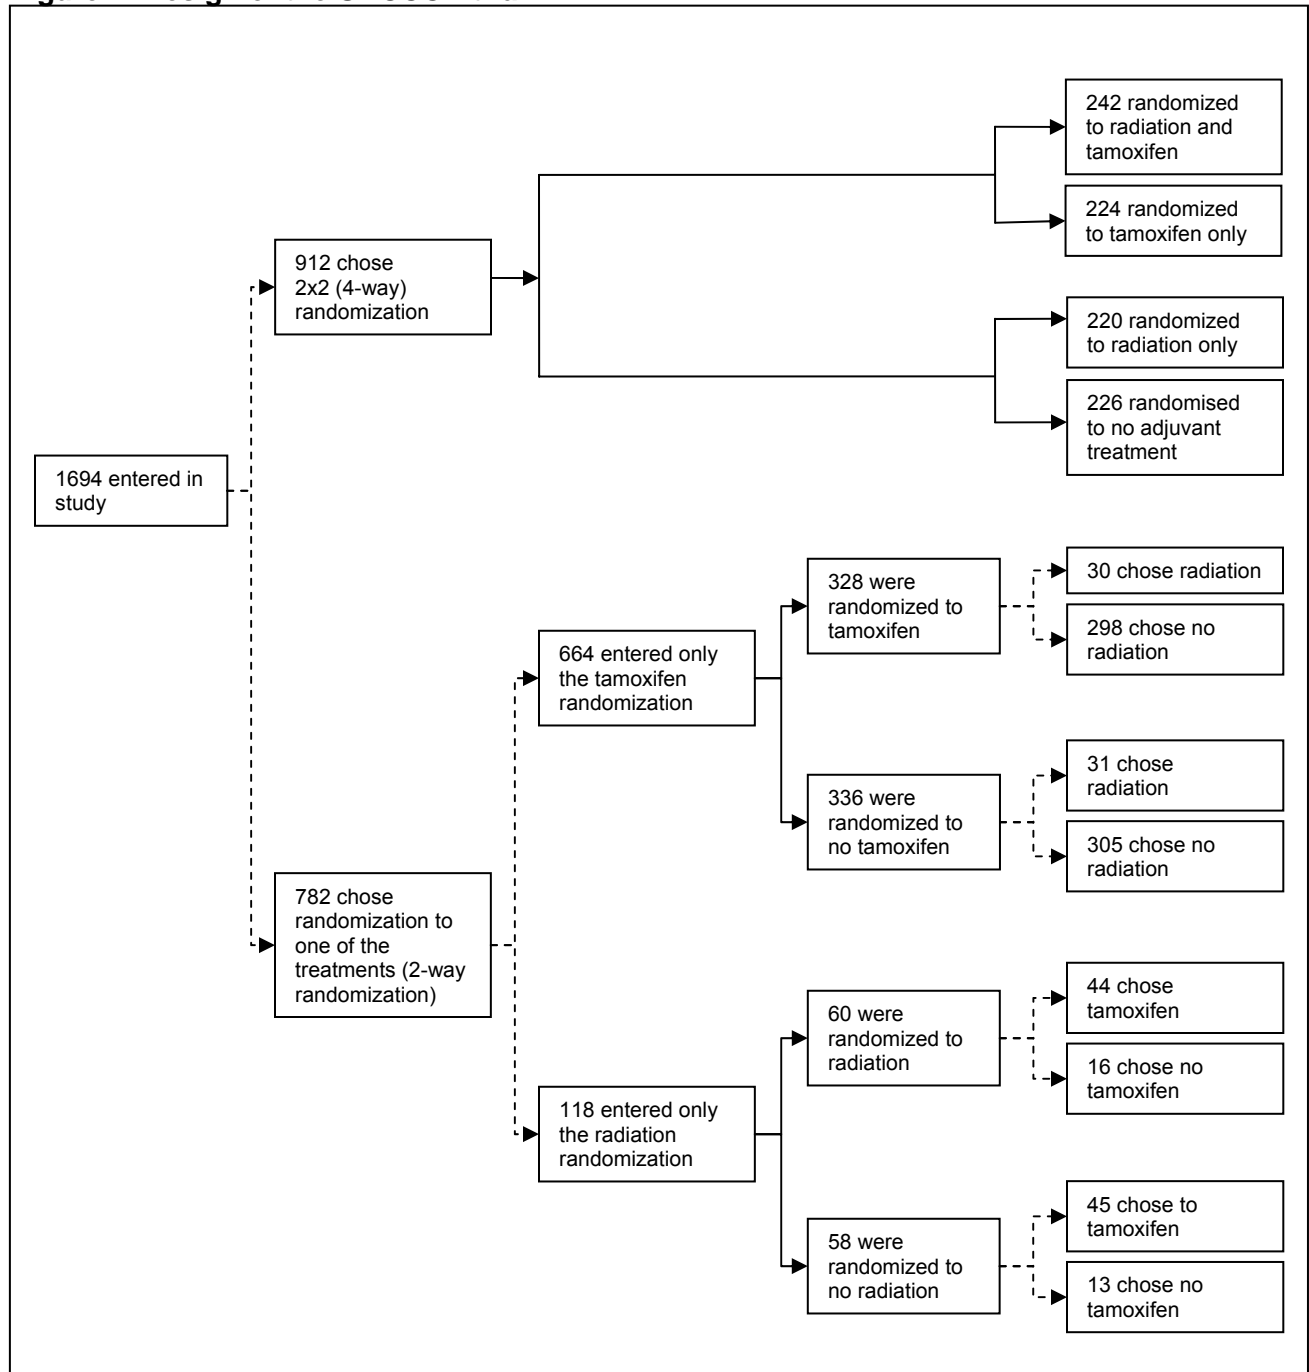 242 randomized
to radiation and
tamoxifen
224 randomized
to tamoxifen only
912 chose
2x2 (4-way)
randomization
220 randomized
to radiation only
226 randomised
to no adjuvant
treatment
1694 entered in
study
328 were
randomized to
tamoxifen
30 chose radiation
298 chose no
radiation
664 entered only
the tamoxifen
randomization
336 were
randomized to
no tamoxifen
31 chose
radiation
305 chose no
radiation
782 chose
randomization to
one of the
treatments (2-way
randomization)
60 were
randomized to
radiation
44 chose
tamoxifen
16 chose no
tamoxifen
118 entered only
the radiation
randomization
58 were
randomized to
no radiation
45 chose to
tamoxifen
13 chose no
tamoxifen